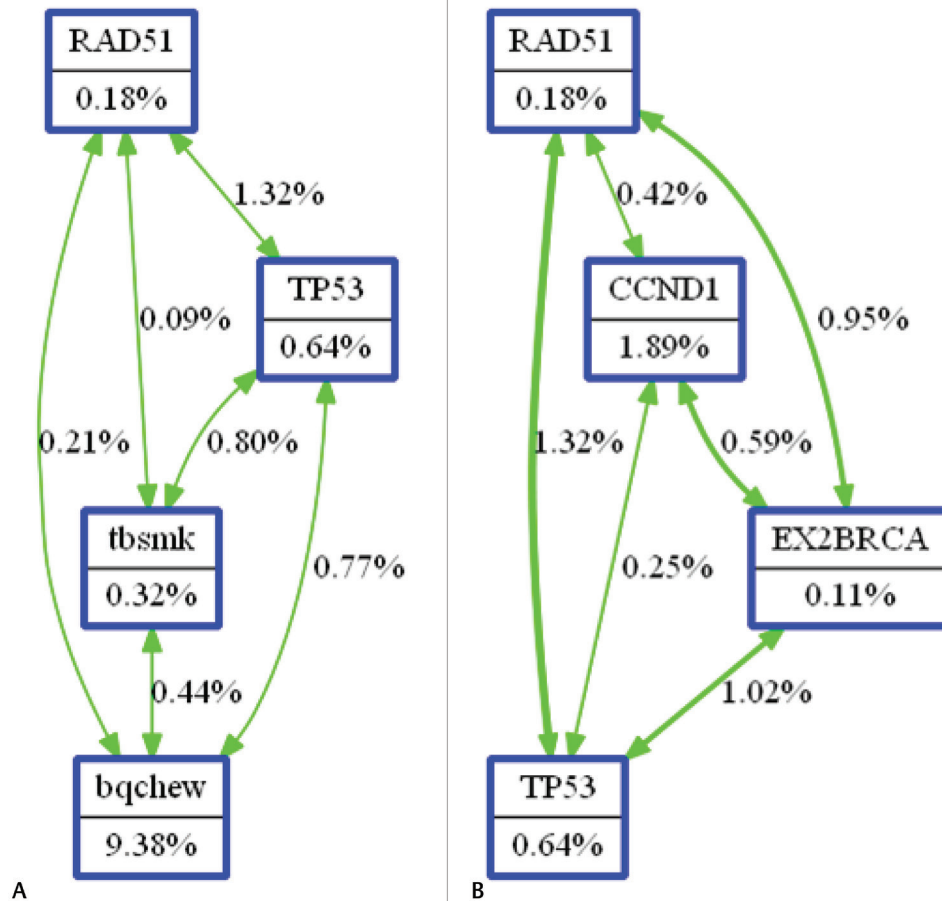 RAD51
0.18%
1.32%
TP53
0.64%
0.09%
0.21%
0.80%
tbsmk
0.32%
0.77%
0.44%
bqchew
9.38%
A
RAD51
0.18%
0.42%
CCND1
1.89%
0.95%
1.32%
0.59%
EX2BRCA
0.11%
0.25%
1.02%
TP53
0.64%
B